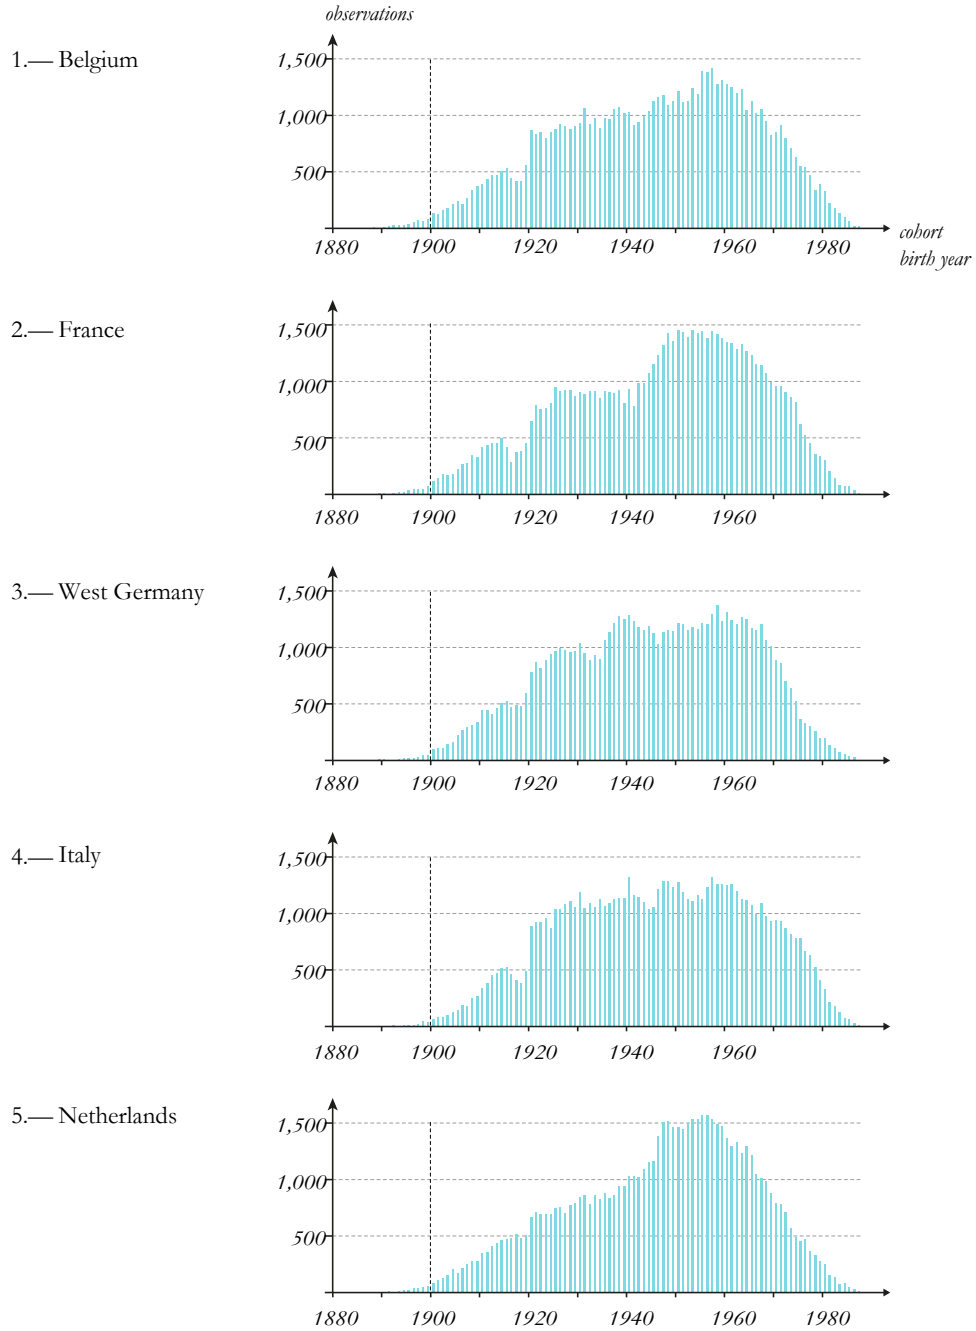 observations
1.— Belgium
1,500
1,000
500
1880 1900 1920 1940 1960 1980
cohort
birth year
2.— France
1,500
1,000
500
1880 1900 1920 1940 1960
3.— West Germany
1,500
1,000
500
1880 1900 1920 1940 1960
4.— Italy
1,500
1,000
500
1880 1900 1920 1940 1960
5.— Netherlands
1,500
1,000
500
1880 1900 1920 1940 1960 1980